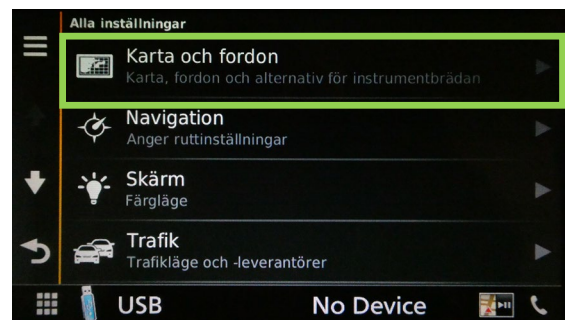 Alla inställningar
Karta och fordon
Karta, fordon och alternativ för instrumentbrädan
Navigation
Anger ruttinställningar
Skärm
Färgläge
Trafik
Trafikläge och -leverantörer
USB No Device